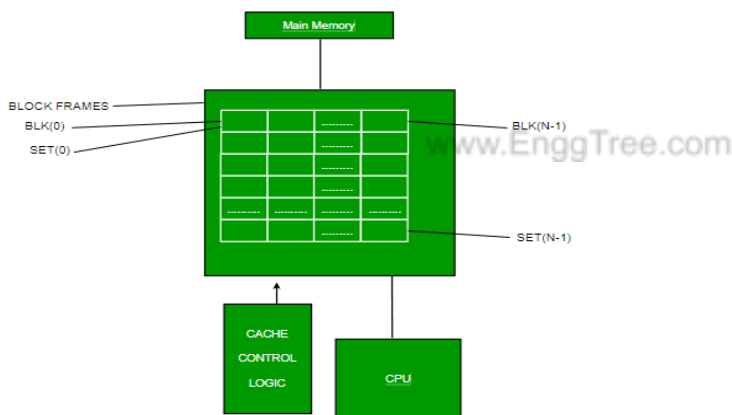 Main Memory
BLOCK FRAMES
BLK(0)
BLK(N-1)
SET(0)
www.EnggTree.com
..........
..........
..........
..........
.......... .......... .......... ..........
..........
SET(N-1)
CACHE
CONTROL
LOGIC
CPU